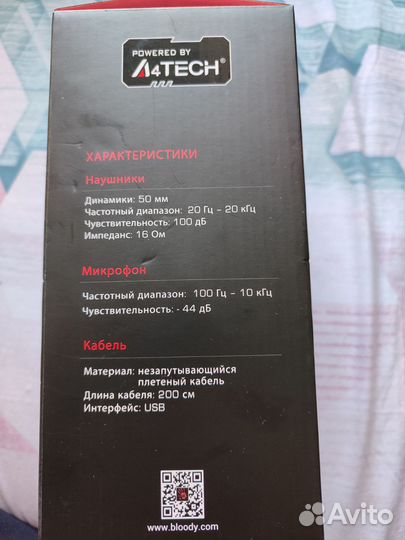 POWERED BY
A4TECH®
ХАРАКТЕРИСТИКИ
Наушники
Динамики: 50 мм
Частотный диапазон: 20 Гц – 20 кГц
Чувствительность: 100 дБ
Импеданс: 16 Ом
Микрофон
Частотный диапазон: 100 Гц – 10 кГц
Чувствительность: - 44 дБ
Кабель
Материал: незапутывающийся
плетеный кабель
Длина кабеля: 200 см
Интерфейс: USB
www.bloody.com
Avito